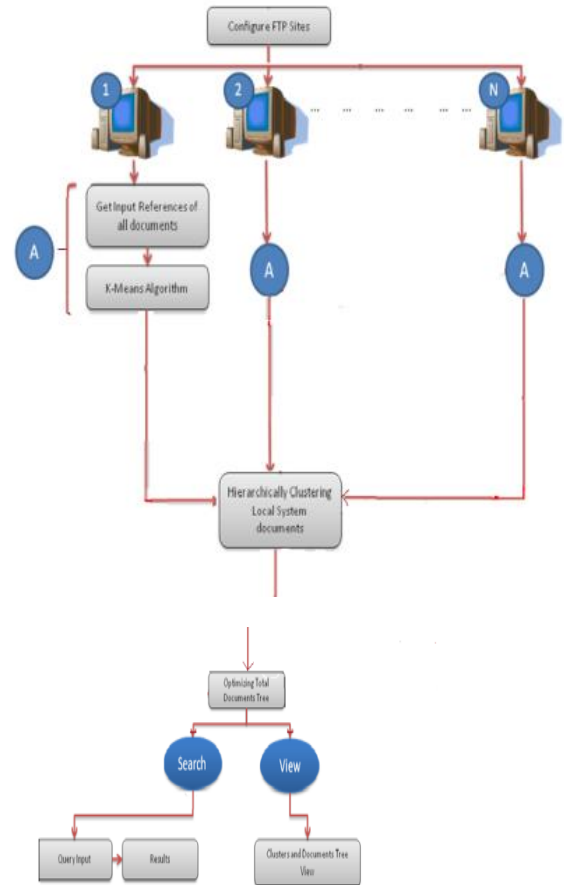 Configure FTP Sites
1
2
... ... ... ... ... ...
N
Get Input References of
all documents
A
K-Means Algorithm
A
A
Hierarchically Clustering
Local System
documents
Optimizing Total
Documents Tree
Search
View
Query Input
Results
Clusters and Documents Tree
View